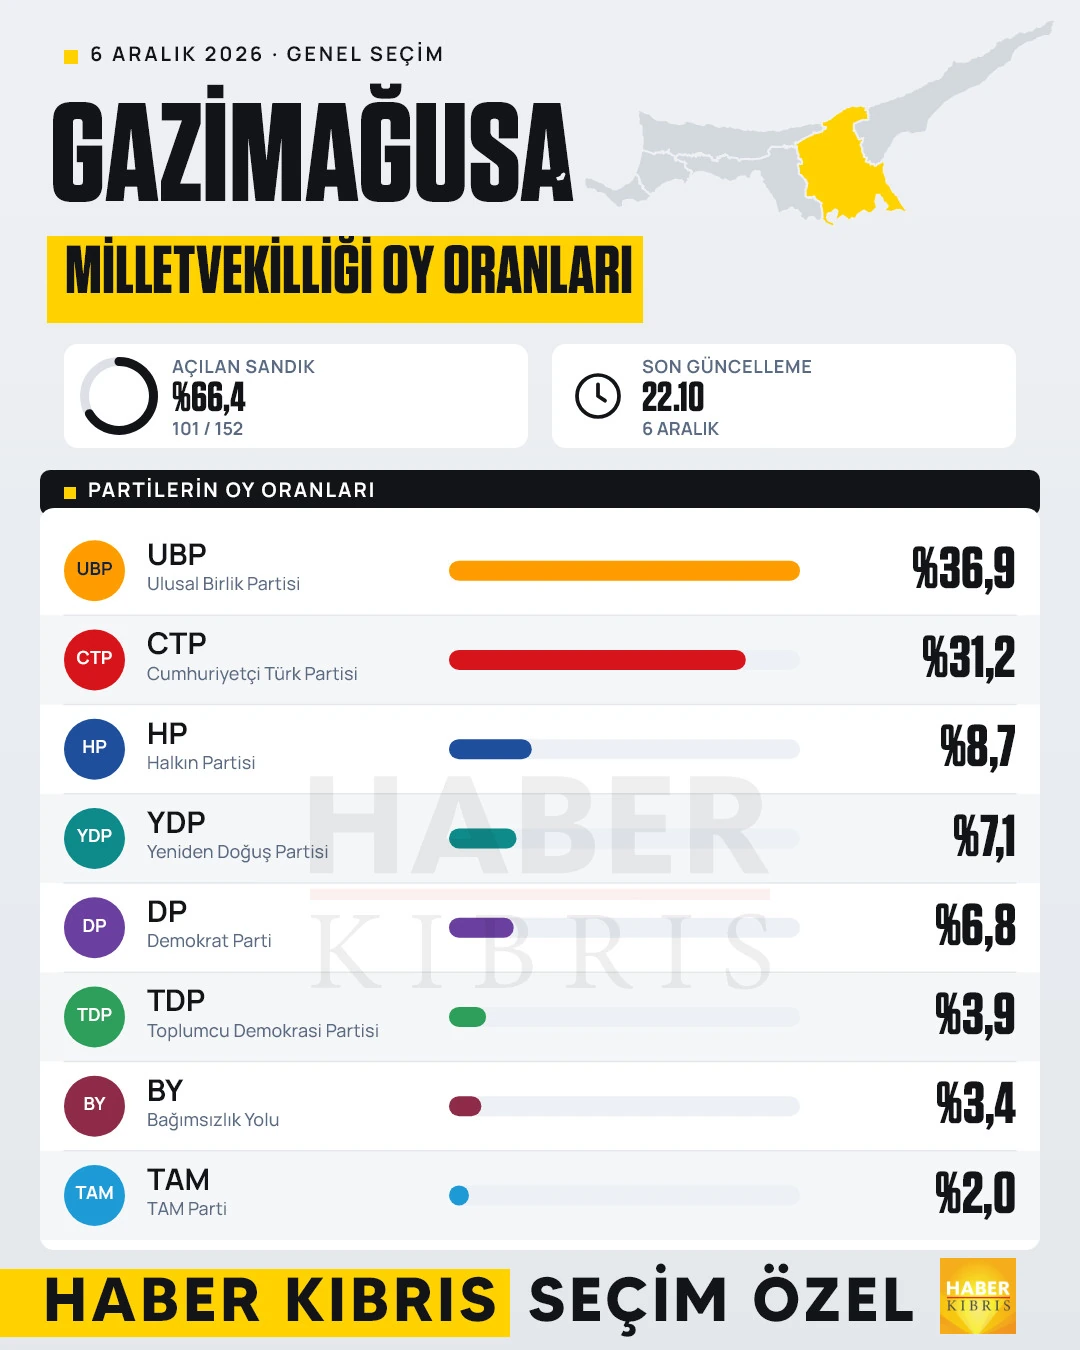 6 ARALIK 2026 · GENEL SEÇİM
GAZİMAĞUSA
MİLLETVEKİLLİĞİ OY ORANLARI
AÇILAN SANDIK
%66,4
101 / 152
SON GÜNCELLEME
22.10
6 ARALIK
PARTİLERİN OY ORANLARI
UBP
UBP
Ulusal Birlik Partisi
%36,9
CTP
CTP
Cumhuriyetçi Türk Partisi
%31,2
HP
HP
Halkın Partisi
%8,7
YDP
YDP
Yeniden Doğuş Partisi
%7,1
DP
DP
Demokrat Parti
%6,8
TDP
TDP
Toplumcu Demokrasi Partisi
%3,9
BY
BY
Bağımsızlık Yolu
%3,4
TAM
TAM
TAM Parti
%2,0
HABER
KIBRIS
HABER KIBRIS SEÇİM ÖZEL
HABER
KIBRIS